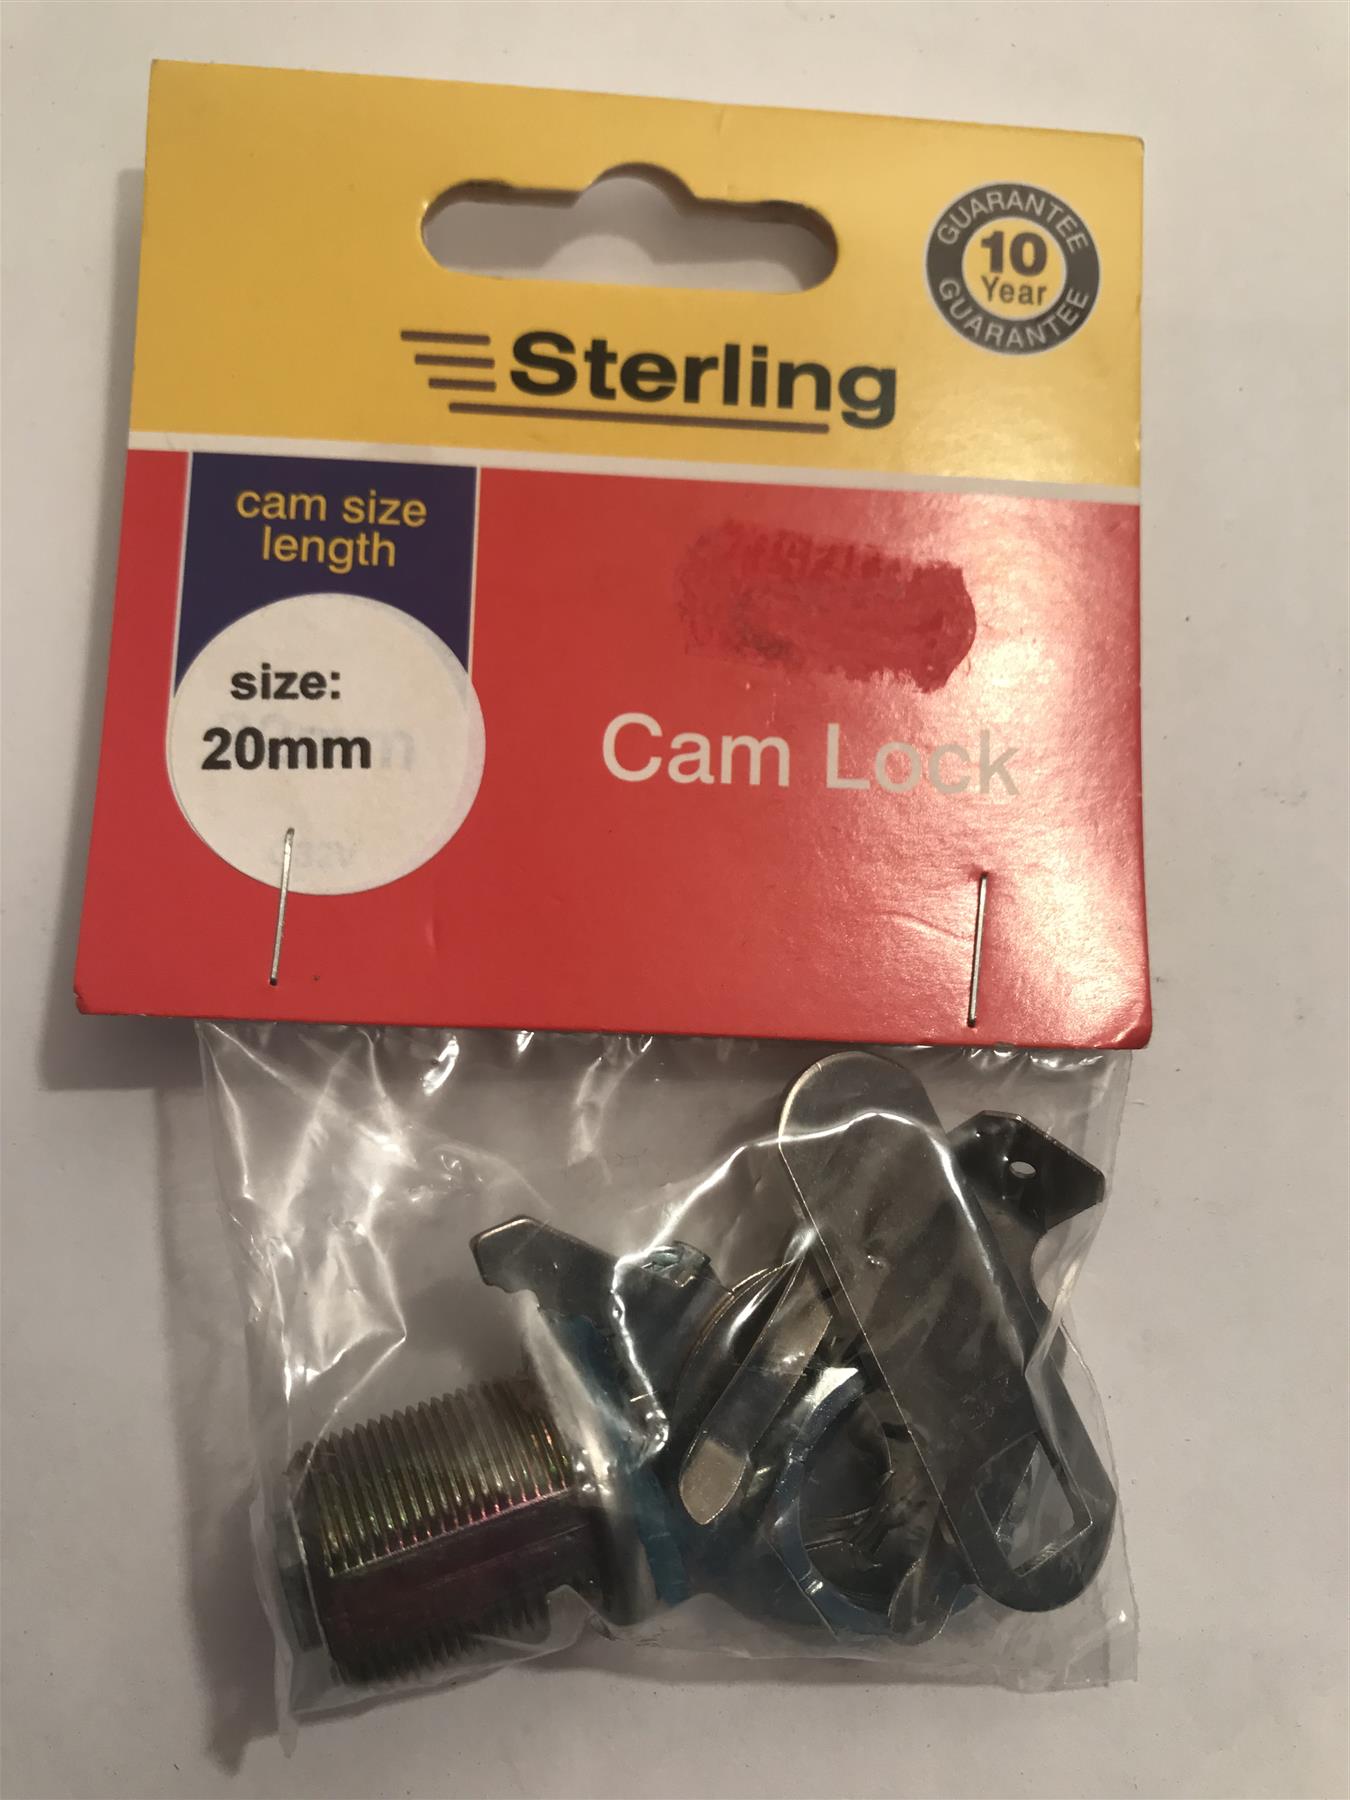 GUARANTEE
10
Year
GUARANTEE
Sterling
cam size
length
size:
20mm
Cam Lock